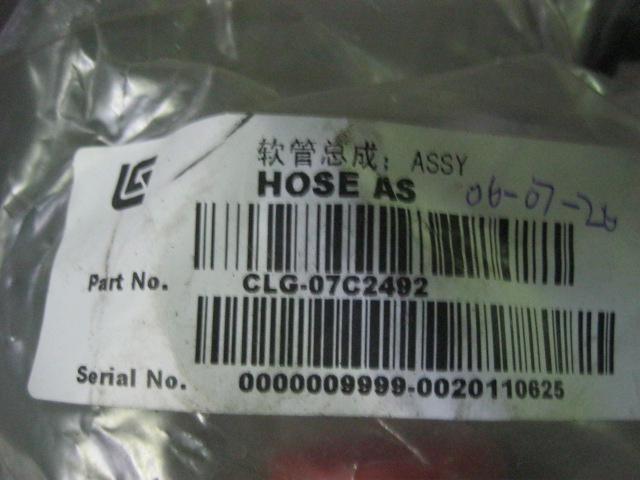 软管总成：ASSY
HOSE AS
06-07-26
Part No. CLG-07C2492
Serial No. 0000009999-0020110625